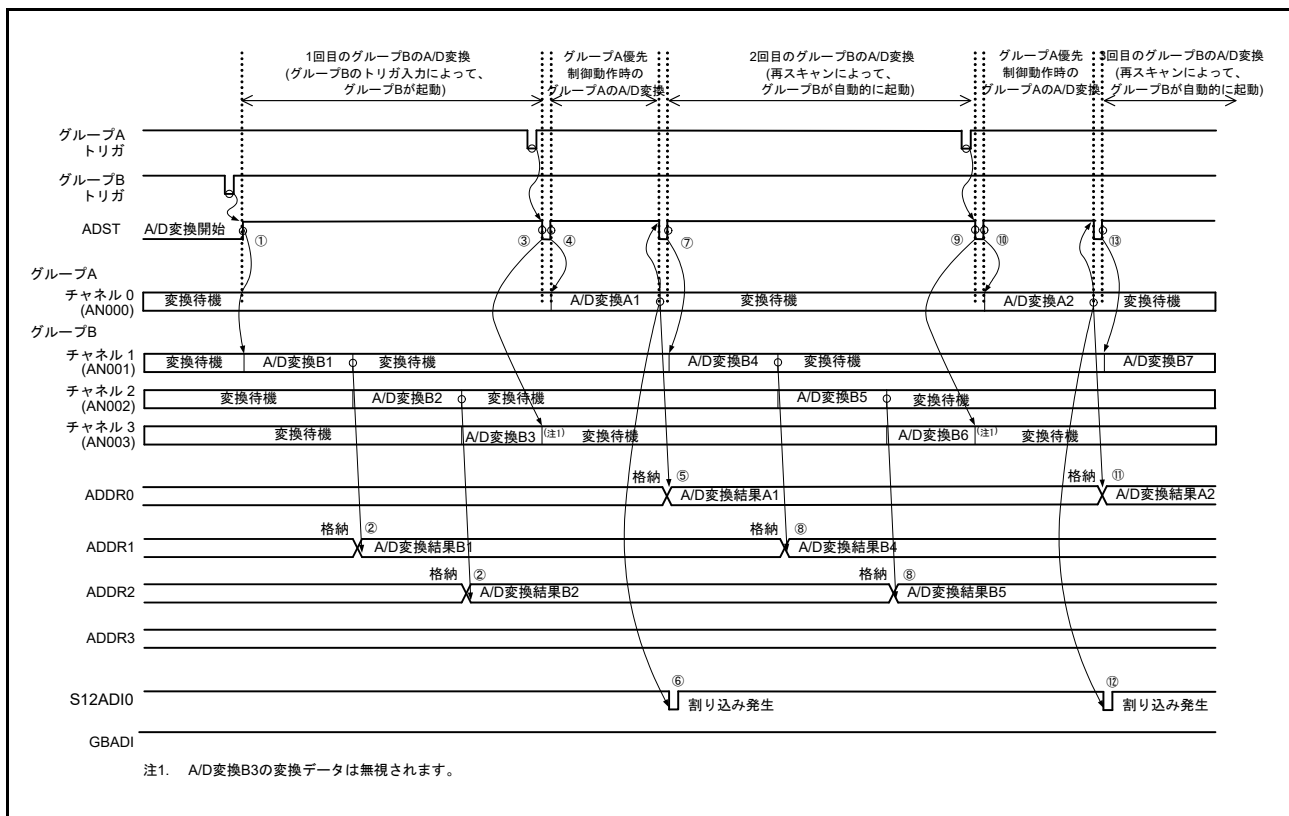 1回目のグループBのA/D変換
(グループBのトリガ入力によって、
グループBが起動)
グループA優先
制御動作時の
グループAのA/D変換
2回目のグループBのA/D変換
(再スキャンによって、
グループBが自動的に起動)
グループA優先
制御動作時の
グループAのA/D変換
3回目のグループBのA/D変換
(再スキャンによって、
グループBが自動的に起動)
グループA
トリガ
グループB
トリガ
ADST
A/D変換開始
① ③ ④ ⑦ ⑨ ⑩ ⑬
グループA
チャネル 0
(AN000)
変換待機 A/D変換A1 変換待機 A/D変換A2 変換待機
グループB
チャネル 1
(AN001)
変換待機 A/D変換B1 変換待機 A/D変換B4 変換待機 A/D変換B7
チャネル 2
(AN002)
変換待機 A/D変換B2 変換待機 A/D変換B5 変換待機
チャネル 3
(AN003)
変換待機 A/D変換B3 (注1) 変換待機 A/D変換B6 (注1) 変換待機
格納 ⑤ 格納 ⑪
ADDR0 A/D変換結果A1 A/D変換結果A2
格納 ② 格納 ⑧
ADDR1 A/D変換結果B1 A/D変換結果B4
格納 ② 格納 ⑧
ADDR2 A/D変換結果B2 A/D変換結果B5
ADDR3
⑥ ⑫
S12ADI0 割り込み発生 割り込み発生
GBADI
注1. A/D変換B3の変換データは無視されます。